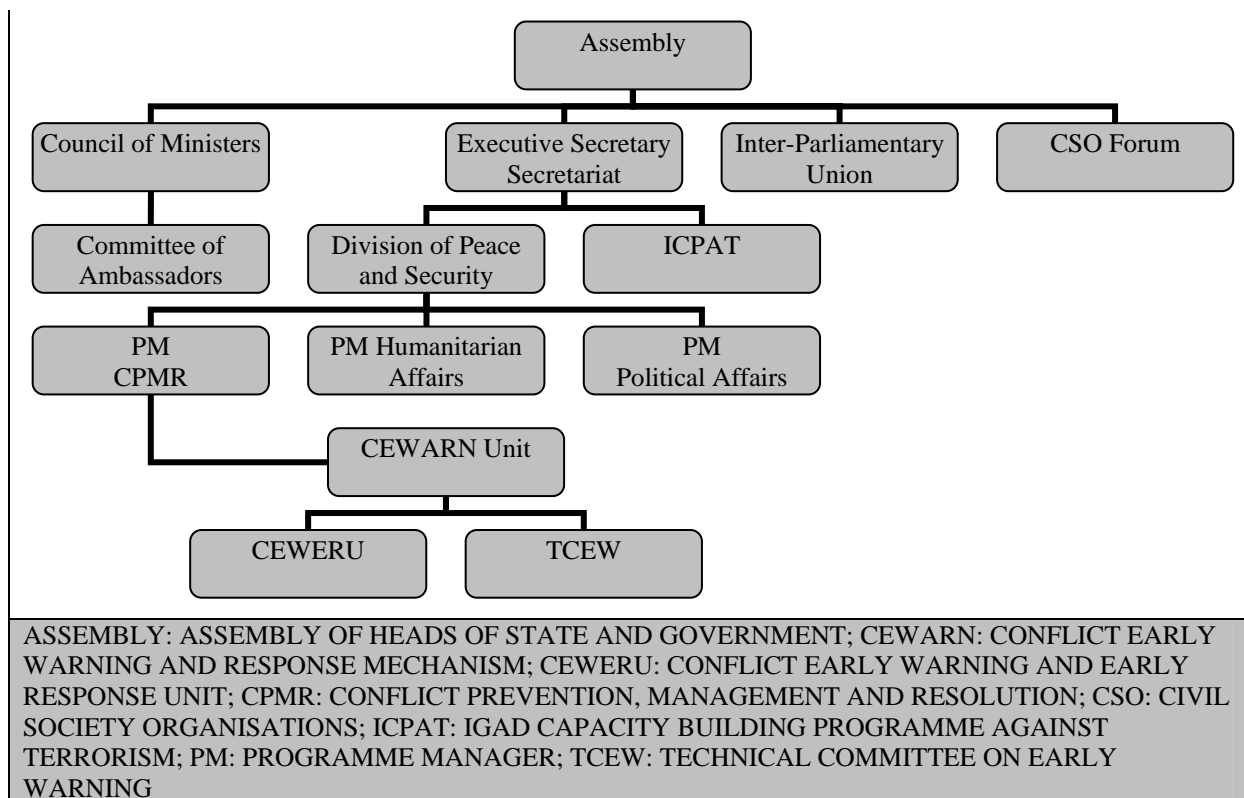 Assembly
Council of Ministers
Executive Secretary
Secretariat
Inter-Parliamentary
Union
CSO Forum
Committee of
Ambassadors
Division of Peace
and Security
ICPAT
PM
CPMR
PM Humanitarian
Affairs
PM
Political Affairs
CEWARN Unit
CEWERU
TCEW
ASSEMBLY: ASSEMBLY OF HEADS OF STATE AND GOVERNMENT; CEWARN: CONFLICT EARLY
WARNING AND RESPONSE MECHANISM; CEWERU: CONFLICT EARLY WARNING AND EARLY
RESPONSE UNIT; CPMR: CONFLICT PREVENTION, MANAGEMENT AND RESOLUTION; CSO: CIVIL
SOCIETY ORGANISATIONS; ICPAT: IGAD CAPACITY BUILDING PROGRAMME AGAINST
TERRORISM; PM: PROGRAMME MANAGER; TCEW: TECHNICAL COMMITTEE ON EARLY
WARNING